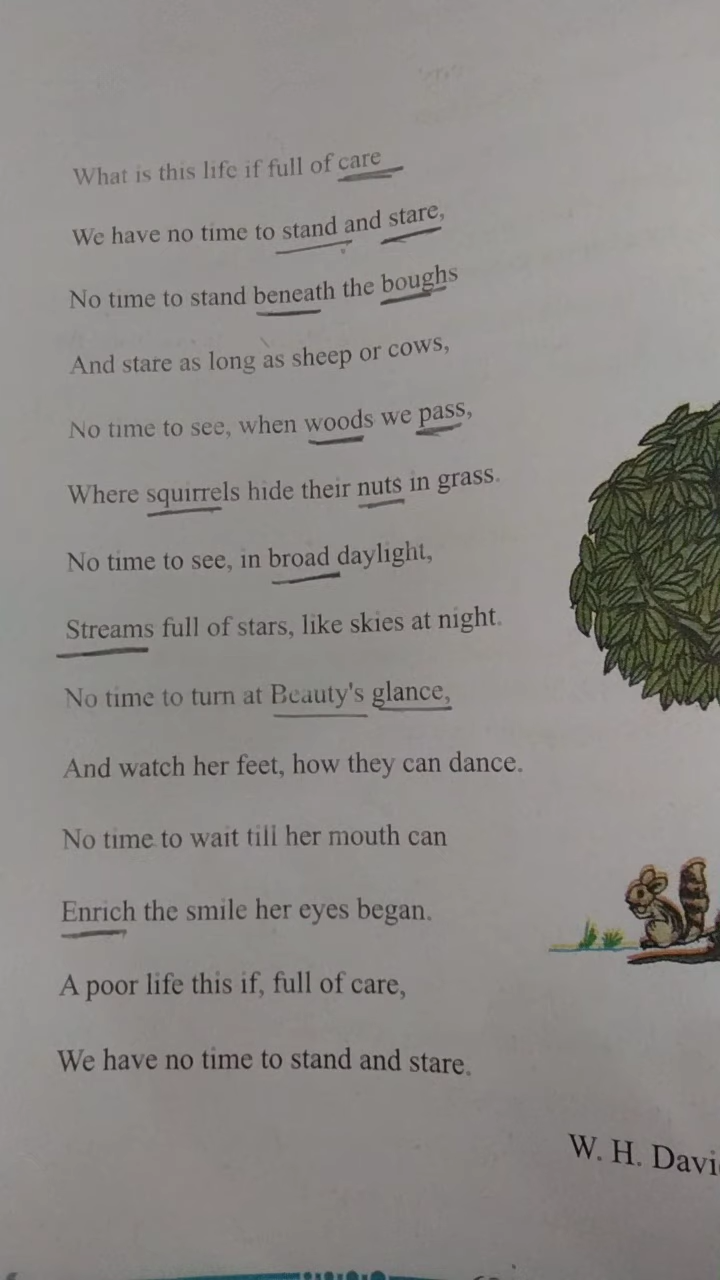 What is this life if full of care
We have no time to stand and stare,
No time to stand beneath the boughs
And stare as long as sheep or cows,
No time to see, when woods we pass,
Where squirrels hide their nuts in grass.
No time to see, in broad daylight,
Streams full of stars, like skies at night.
No time to turn at Beauty's glance,
And watch her feet, how they can dance.
No time to wait till her mouth can
Enrich the smile her eyes began.
A poor life this if, full of care,
We have no time to stand and stare.
W. H. Davi